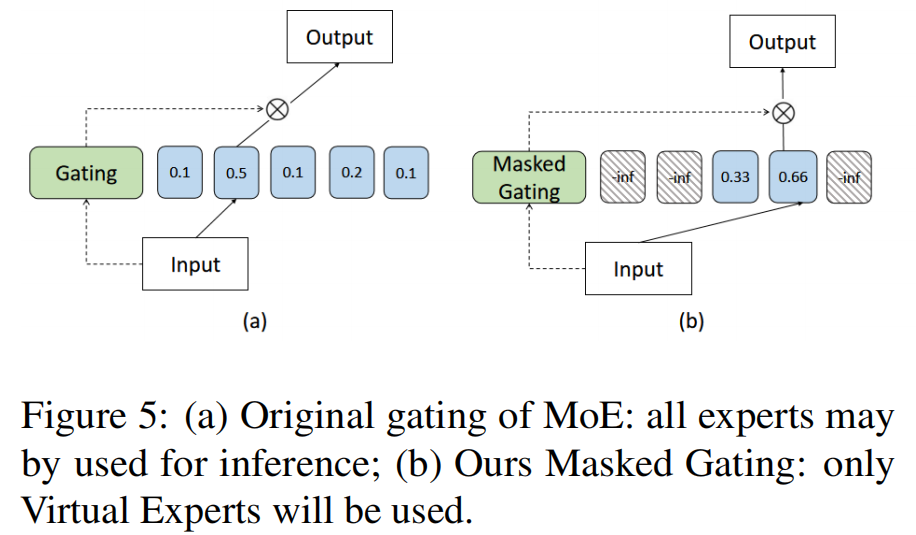 Output
Gating
0.1
0.5
0.1
0.2
0.1
Input
(a)
Output
Masked
Gating
-inf
-inf
0.33
0.66
-inf
Input
(b)
Figure 5: (a) Original gating of MoE: all experts may
by used for inference; (b) Ours Masked Gating: only
Virtual Experts will be used.